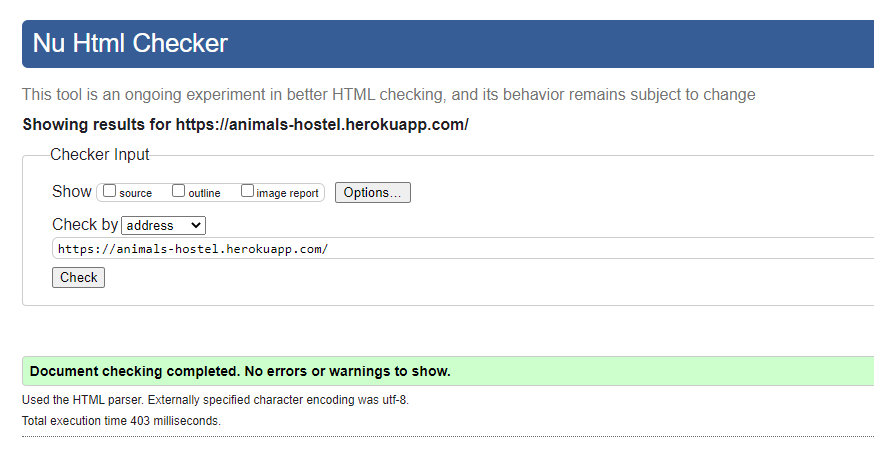 Nu Html Checker
This tool is an ongoing experiment in better HTML checking, and its behavior remains subject to change
Showing results for https://animals-hostel.herokuapp.com/
Checker Input
Show source outline image report Options...
Check by address
https://animals-hostel.herokuapp.com/
Check
Document checking completed. No errors or warnings to show.
Used the HTML parser. Externally specified character encoding was utf-8.
Total execution time 403 milliseconds.